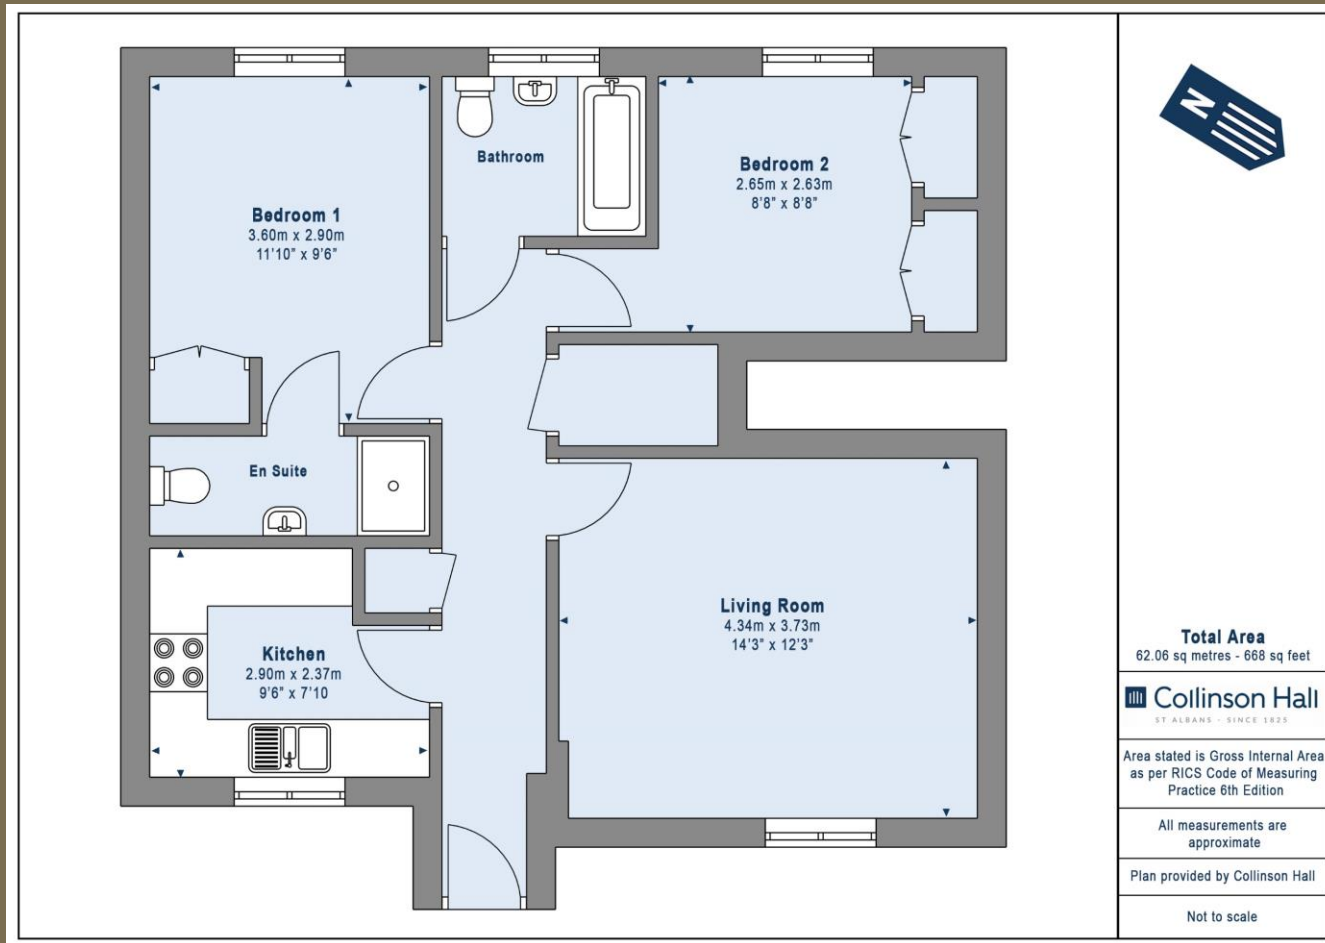 Bathroom
Bedroom 2
2.65m x 2.63m
8'8" x 8'8"
Bedroom 1
3.60m x 2.90m
11'10" x 9'6"
En Suite
Living Room
4.34m x 3.73m
14'3" x 12'3"
Kitchen
2.90m x 2.37m
9'6" x 7'10
N
Total Area
62.06 sq metres - 668 sq feet
Collinson Hall
ST ALBANS - SINCE 1825
Area stated is Gross Internal Area
as per RICS Code of Measuring
Practice 6th Edition
All measurements are
approximate
Plan provided by Collinson Hall
Not to scale